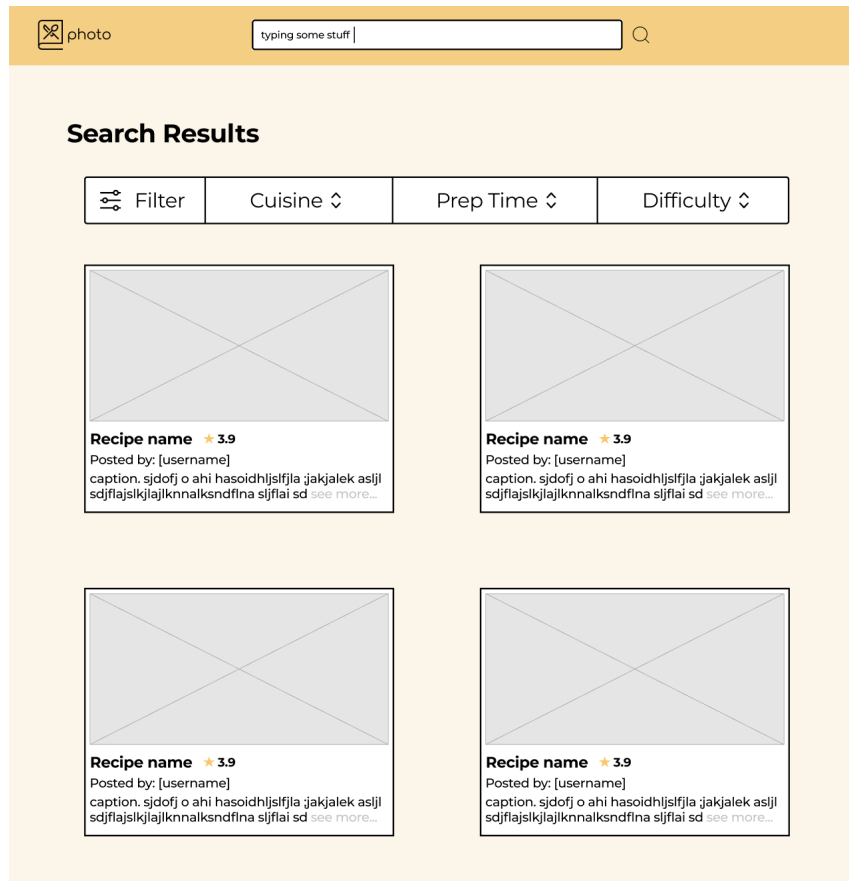 photo
typing some stuff
Search Results
Filter Cuisine Prep Time Difficulty
Recipe name ★ 3.9
Posted by: [username]
caption. sjdofj o ahi hasoidhljslfjla ;jakjalek asljl
sdjflajslkjlajlknnalksndflna sljflai sd see more...
Recipe name ★ 3.9
Posted by: [username]
caption. sjdofj o ahi hasoidhljslfjla ;jakjalek asljl
sdjflajslkjlajlknnalksndflna sljflai sd see more...
Recipe name ★ 3.9
Posted by: [username]
caption. sjdofj o ahi hasoidhljslfjla ;jakjalek asljl
sdjflajslkjlajlknnalksndflna sljflai sd see more...
Recipe name ★ 3.9
Posted by: [username]
caption. sjdofj o ahi hasoidhljslfjla ;jakjalek asljl
sdjflajslkjlajlknnalksndflna sljflai sd see more...